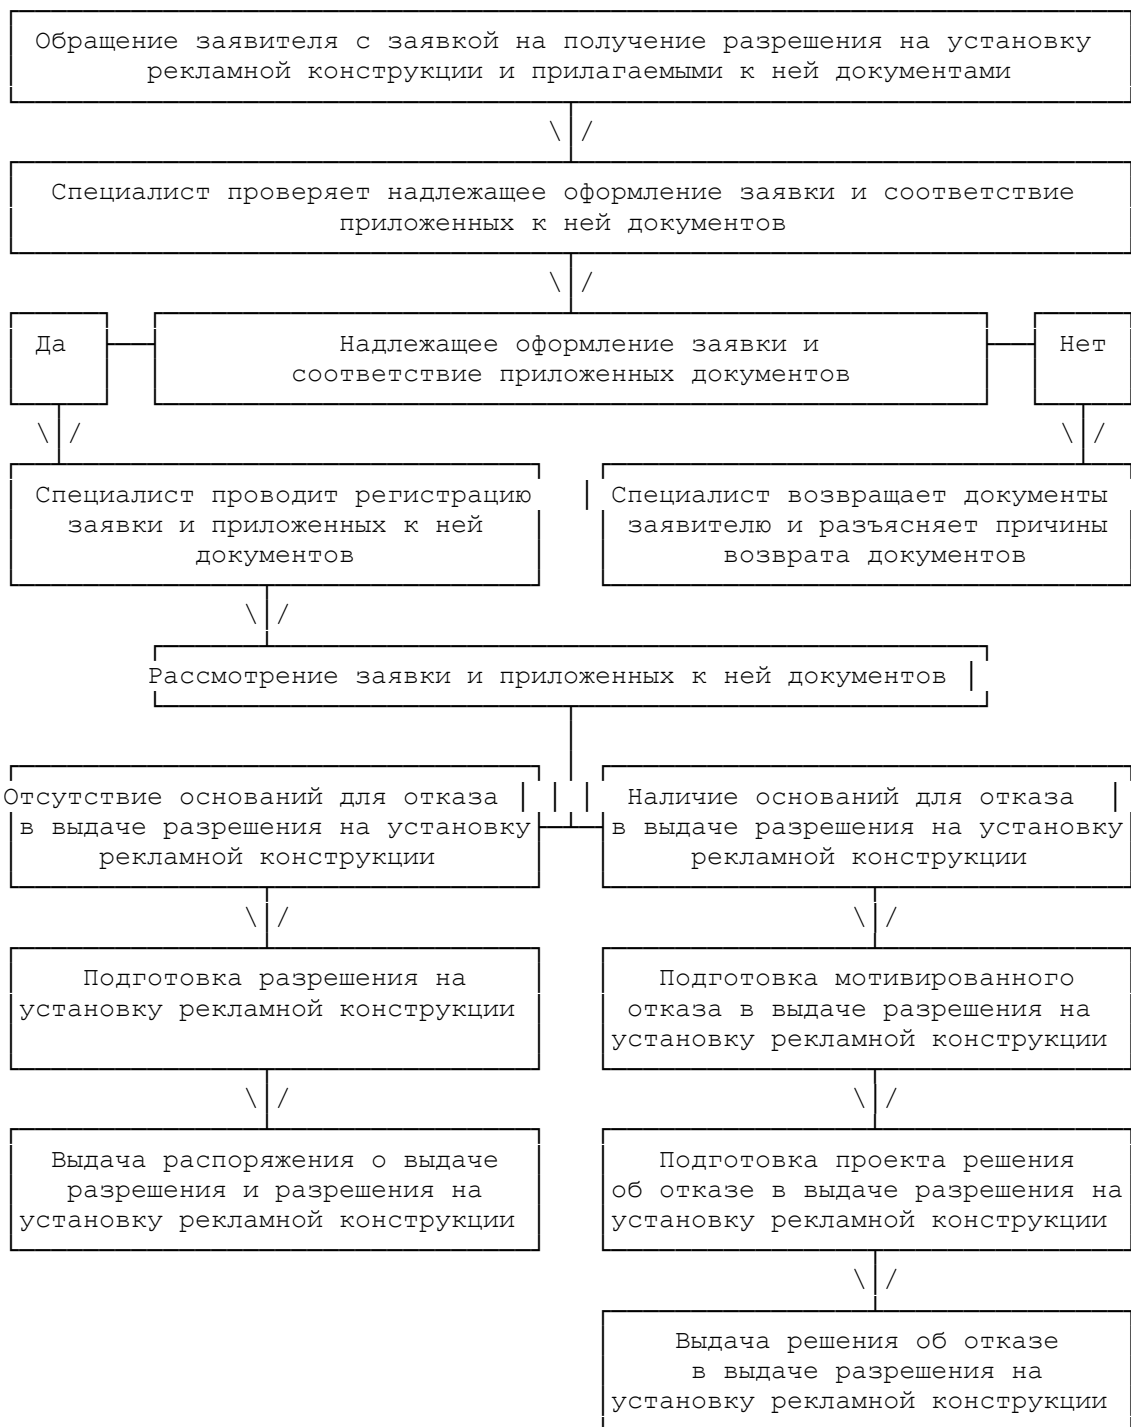 Обращение заявителя с заявкой на получение разрешения на установку
рекламной конструкции и прилагаемыми к ней документами
Специалист проверяет надлежащее оформление заявки и соответствие
приложенных к ней документов
Да
Надлежащее оформление заявки и
соответствие приложенных документов
Нет
Специалист проводит регистрацию
заявки и приложенных к ней
документов
Специалист возвращает документы
заявителю и разъясняет причины
возврата документов
Рассмотрение заявки и приложенных к ней документов
Отсутствие оснований для отказа
в выдаче разрешения на установку
рекламной конструкции
Наличие оснований для отказа
в выдаче разрешения на установку
рекламной конструкции
Подготовка разрешения на
установку рекламной конструкции
Подготовка мотивированного
отказа в выдаче разрешения на
установку рекламной конструкции
Выдача распоряжения о выдаче
разрешения и разрешения на
установку рекламной конструкции
Подготовка проекта решения
об отказе в выдаче разрешения на
установку рекламной конструкции
Выдача решения об отказе
в выдаче разрешения на
установку рекламной конструкции